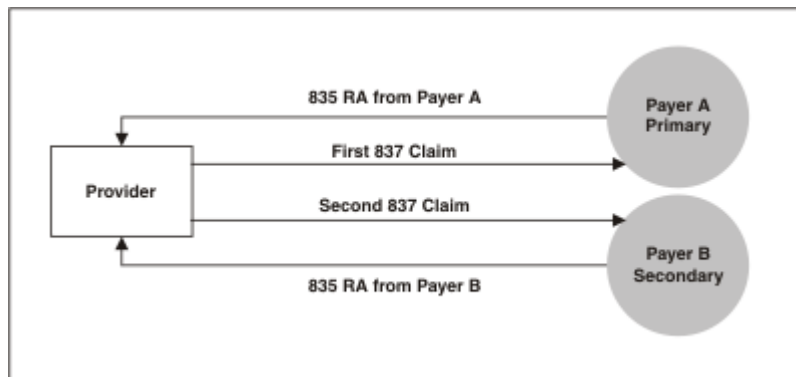 835 RA from Payer A
Payer A
Primary
First 837 Claim
Provider
Second 837 Claim
Payer B
Secondary
835 RA from Payer B